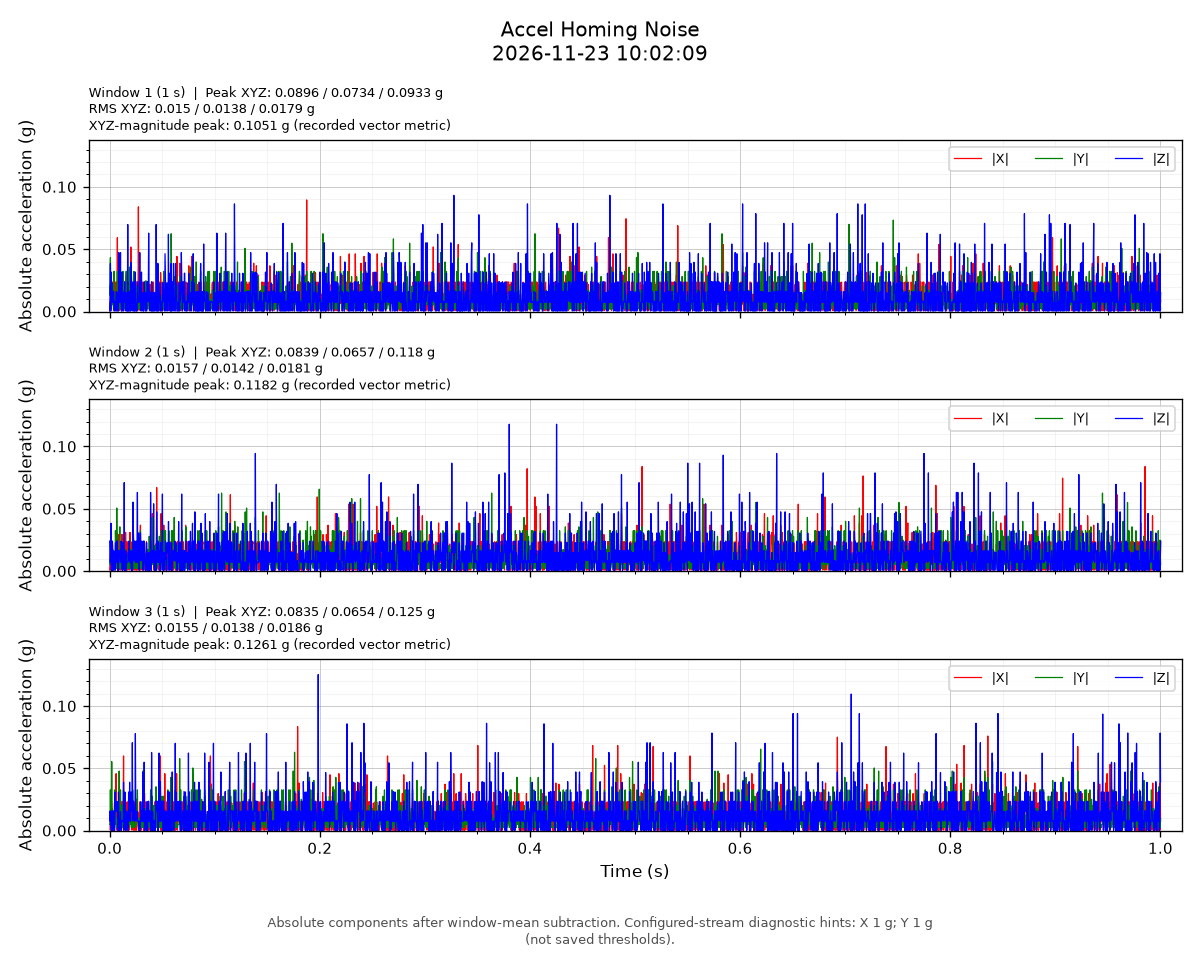 Accel Homing Noise
2026-11-23 10:02:09
Window 1 (1 s)  |  Peak XYZ: 0.0896 / 0.0734 / 0.0933 g
RMS XYZ: 0.015 / 0.0138 / 0.0179 g
XYZ-magnitude peak: 0.1051 g (recorded vector metric)
Absolute acceleration (g)
0.10
0.05
0.00
|X| |Y| |Z|
Window 2 (1 s)  |  Peak XYZ: 0.0839 / 0.0657 / 0.118 g
RMS XYZ: 0.0157 / 0.0142 / 0.0181 g
XYZ-magnitude peak: 0.1182 g (recorded vector metric)
Absolute acceleration (g)
0.10
0.05
0.00
|X| |Y| |Z|
Window 3 (1 s)  |  Peak XYZ: 0.0835 / 0.0654 / 0.125 g
RMS XYZ: 0.0155 / 0.0138 / 0.0186 g
XYZ-magnitude peak: 0.1261 g (recorded vector metric)
Absolute acceleration (g)
0.10
0.05
0.00
|X| |Y| |Z|
0.0 0.2 0.4 0.6 0.8 1.0
Time (s)
Absolute components after window-mean subtraction. Configured-stream diagnostic hints: X 1 g; Y 1 g
(not saved thresholds).